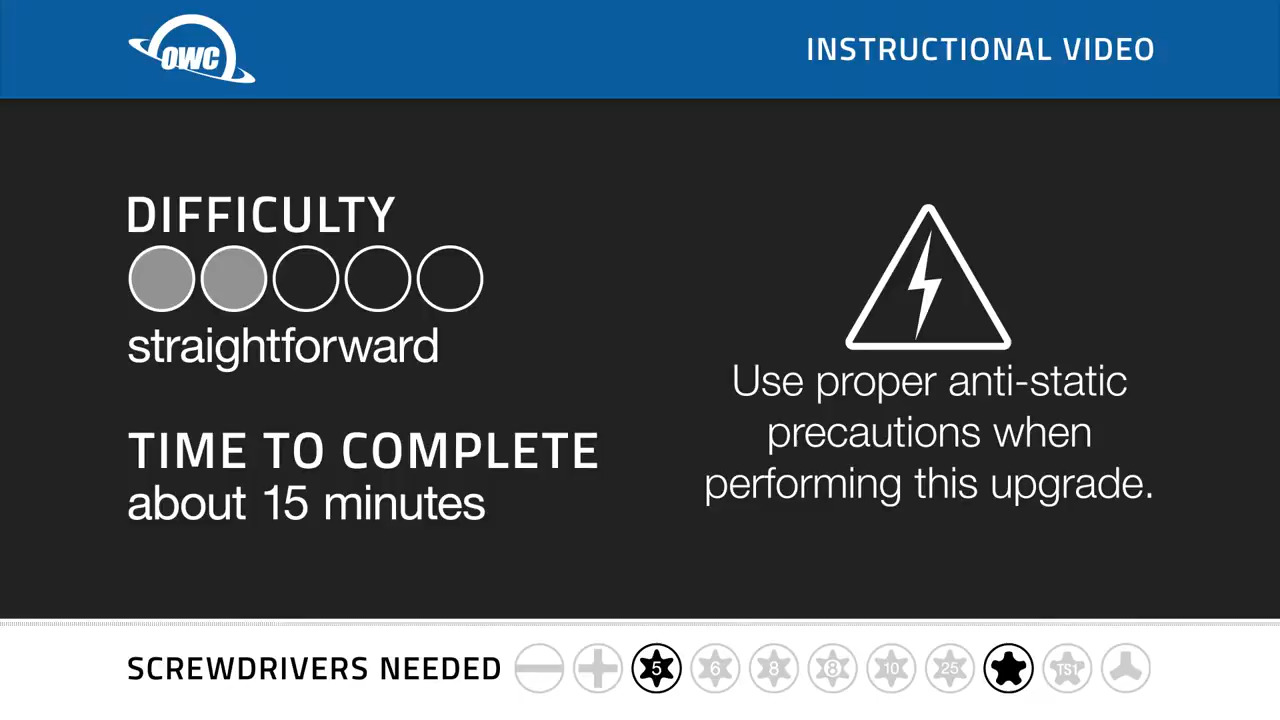 OWC
INSTRUCTIONAL VIDEO
DIFFICULTY
straightforward
TIME TO COMPLETE
about 15 minutes
Use proper anti-static
precautions when
performing this upgrade.
SCREWDRIVERS NEEDED
5 6 8 8 10 25 TS1